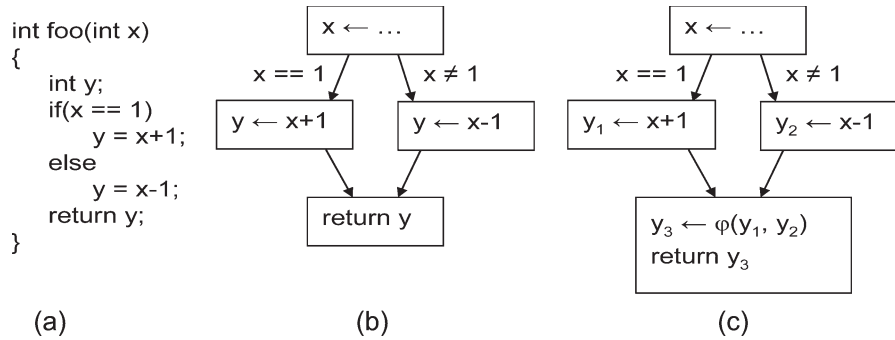 int foo(int x)
{
int y;
if(x == 1)
y = x+1;
else
y = x-1;
return y;
}
(a)
x ← …
x == 1
x ≠ 1
y ← x+1
y ← x-1
return y
(b)
x ← …
x == 1
x ≠ 1
y₁ ← x+1
y₂ ← x-1
y₃ ← φ(y₁, y₂)
return y₃
(c)